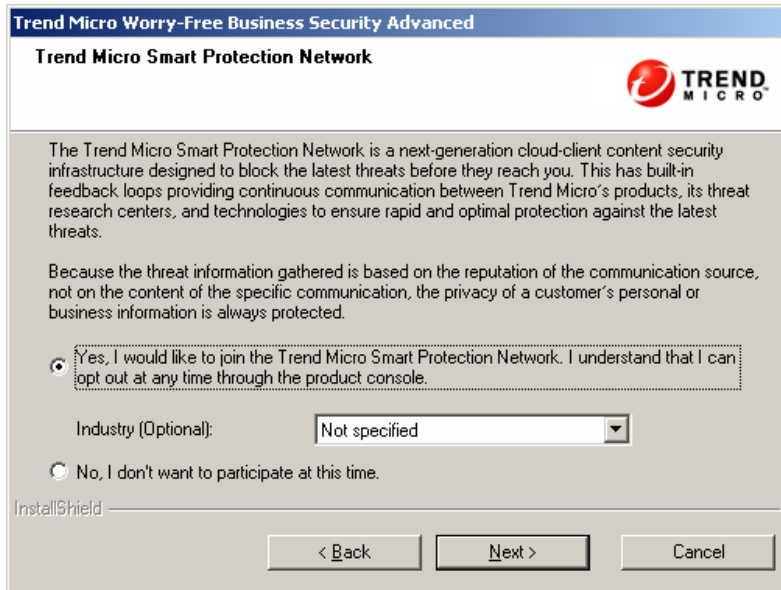 Trend Micro Worry-Free Business Security Advanced
Trend Micro Smart Protection Network
TREND
MICRO™
The Trend Micro Smart Protection Network is a next-generation cloud-client content security
infrastructure designed to block the latest threats before they reach you. This has built-in
feedback loops providing continuous communication between Trend Micro's products, its threat
research centers, and technologies to ensure rapid and optimal protection against the latest
threats.
Because the threat information gathered is based on the reputation of the communication source,
not on the content of the specific communication, the privacy of a customer's personal or
business information is always protected.
Yes, I would like to join the Trend Micro Smart Protection Network. I understand that I can
opt out at any time through the product console.
Industry (Optional):
Not specified
No, I don't want to participate at this time.
InstallShield
< Back
Next >
Cancel